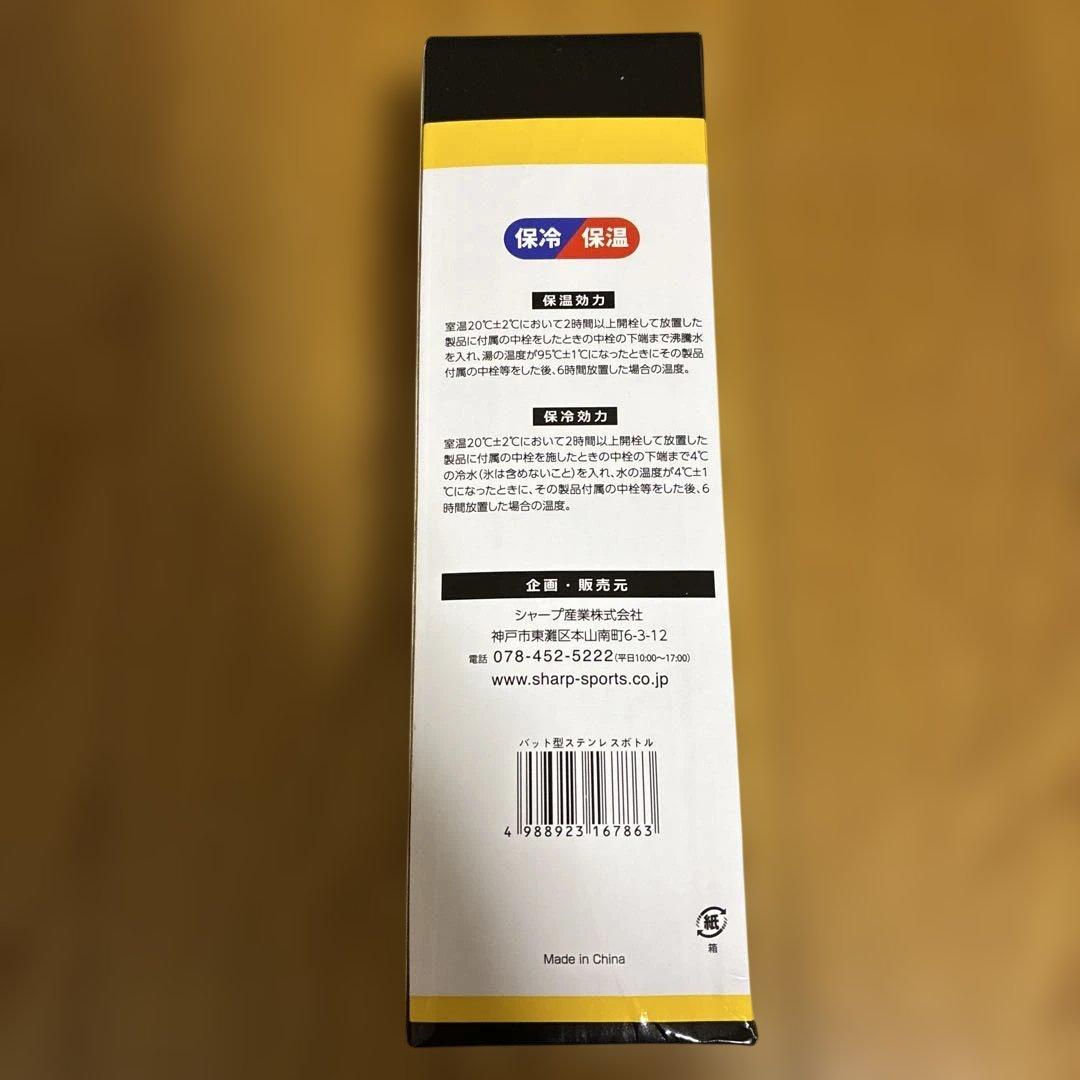 保冷 保温
保温効力
室温20℃±2℃において2時間以上開栓して放置した
製品に付属の中栓をしたときの中栓の下端まで沸騰水
を入れ、湯の温度が95℃±1℃になったときにその製品
付属の中栓等をした後、6時間放置した場合の温度。
保冷効力
室温20℃±2℃において2時間以上開栓して放置した
製品に付属の中栓を施したときの中栓の下端まで4℃
の冷水(氷は含めないこと)を入れ、水の温度が4℃±1
℃になったときに、その製品付属の中栓等をした後、6
時間放置した場合の温度。
企画・販売元
シャープ産業株式会社
神戸市東灘区本山南町6-3-12
電話 078-452-5222(平日10:00〜17:00)
www.sharp-sports.co.jp
バット型ステンレスボトル
4 988923 167863
紙
箱
Made in China